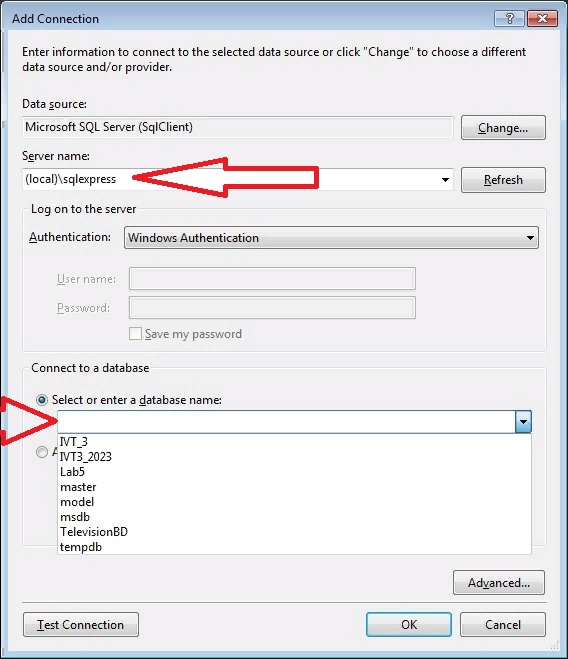 Add Connection
Enter information to connect to the selected data source or click "Change" to choose a different
data source and/or provider.
Data source:
Microsoft SQL Server (SqlClient)
Change...
Server name:
(local)\sqlexpress
Refresh
Log on to the server
Authentication:
Windows Authentication
User name:
Password:
Save my password
Connect to a database
Select or enter a database name:
IVT_3
IVT3_2023
Lab5
master
model
msdb
TelevisionBD
tempdb
Advanced...
Test Connection
OK
Cancel